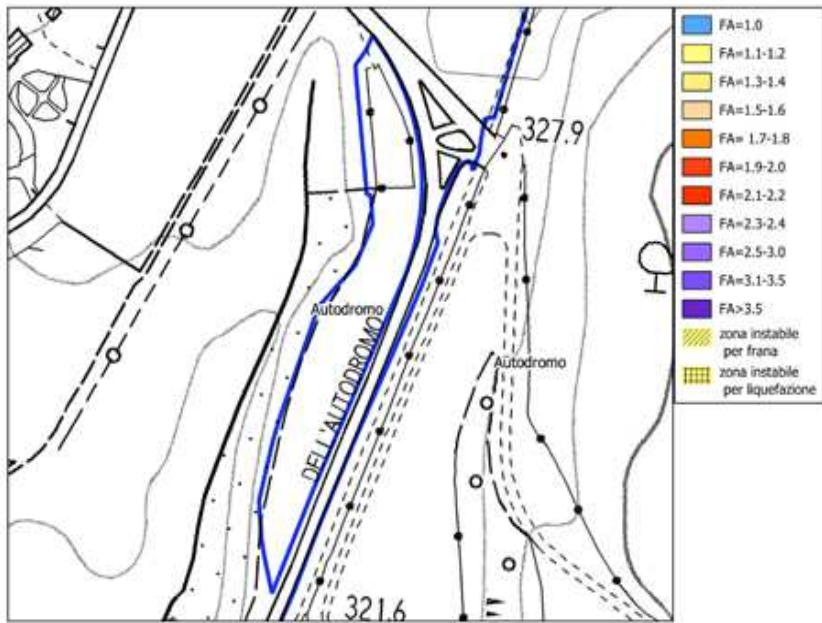 327.9
Autodromo
DELL'AUTODROMO
Autodromo
321.6
FA=1.0
FA=1.1-1.2
FA=1.3-1.4
FA=1.5-1.6
FA= 1.7-1.8
FA=1.9-2.0
FA=2.1-2.2
FA=2.3-2.4
FA=2.5-3.0
FA=3.1-3.5
FA>3.5
zona instabile
per frana
zona instabile
per liquefazione